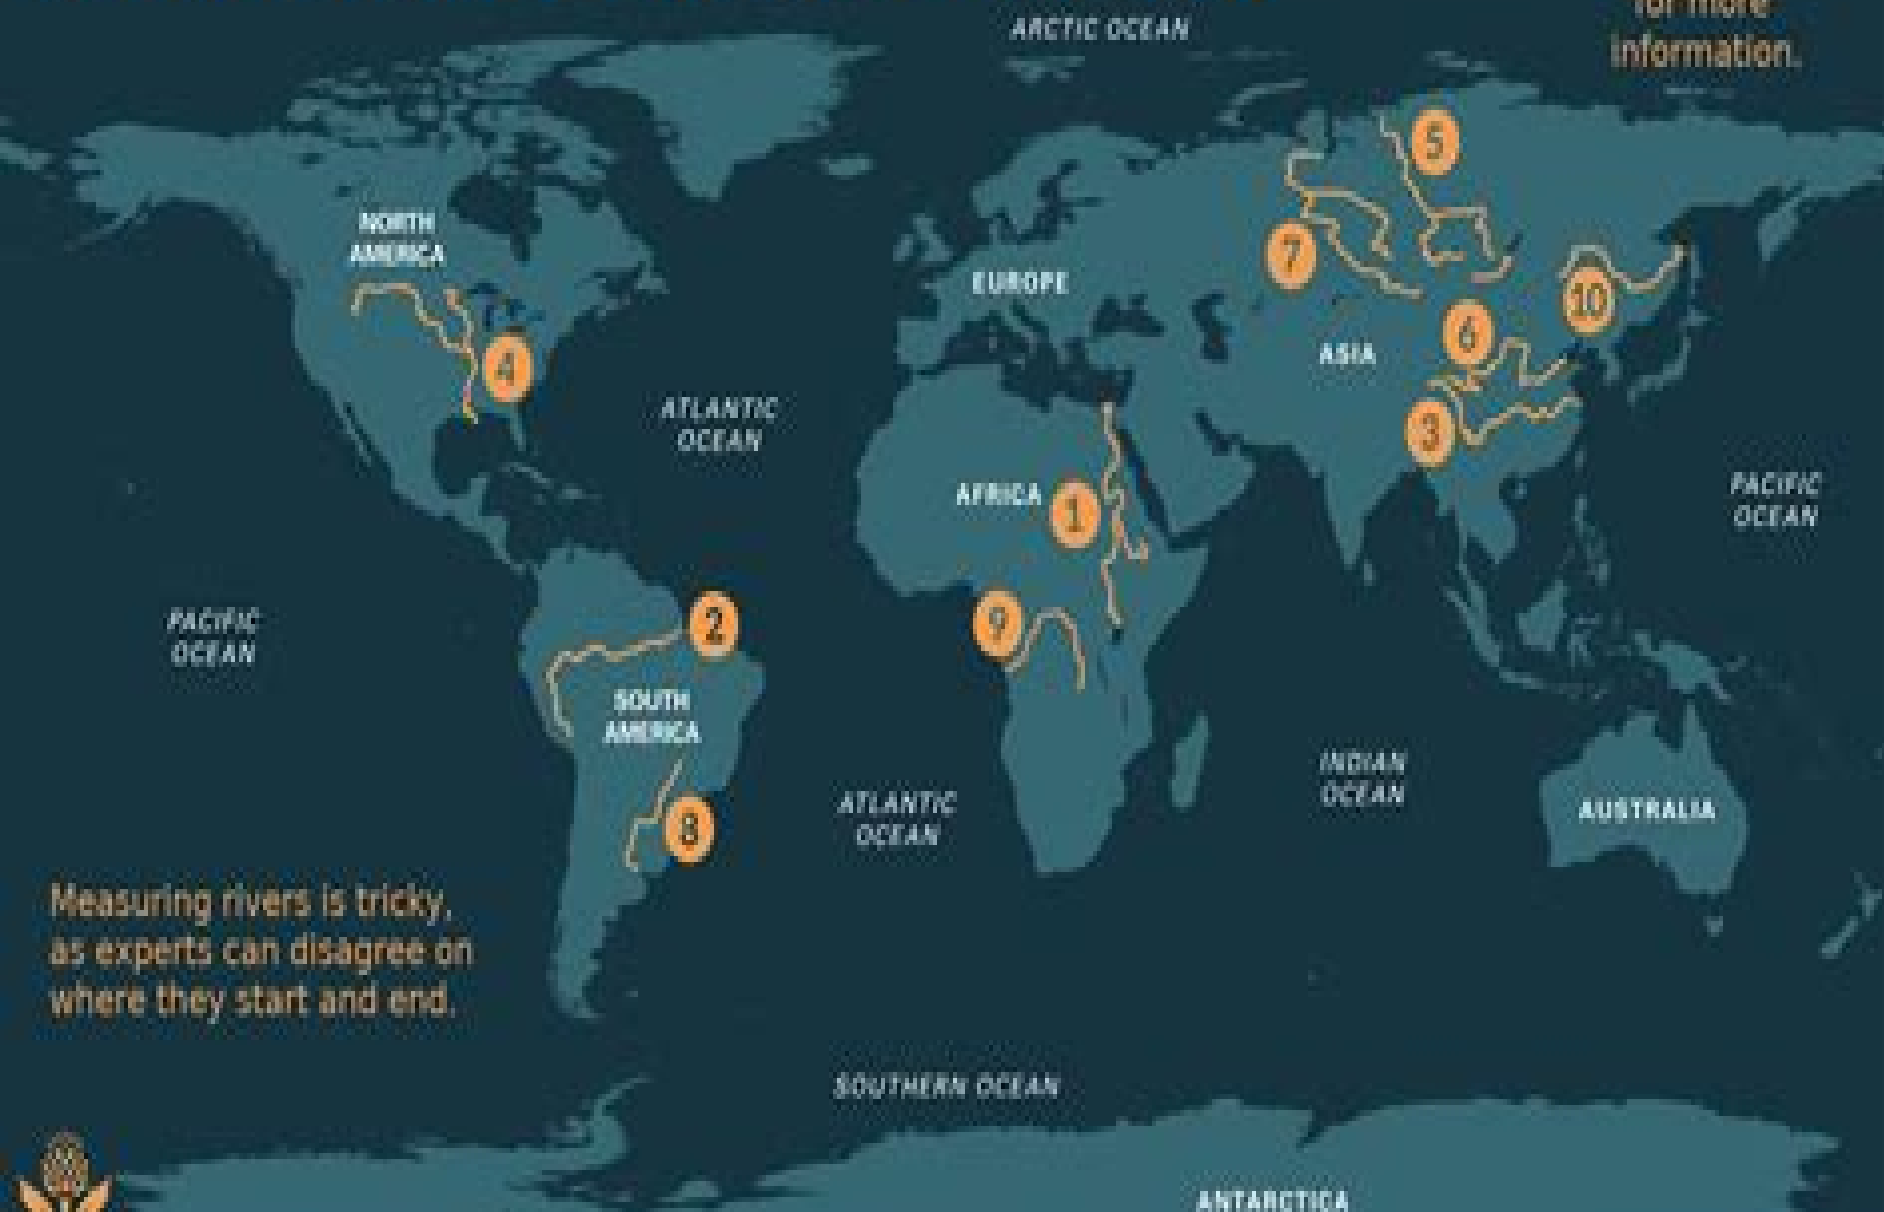 ARCTIC OCEAN
for more
information.
5
NORTH
AMERICA
7
EUROPE
10
6
ASIA
4
ATLANTIC
OCEAN
3
AFRICA
1
PACIFIC
OCEAN
9
2
PACIFIC
OCEAN
SOUTH
AMERICA
INDIAN
OCEAN
ATLANTIC
OCEAN
8
AUSTRALIA
Measuring rivers is tricky,
as experts can disagree on
where they start and end.
SOUTHERN OCEAN
ANTARCTICA